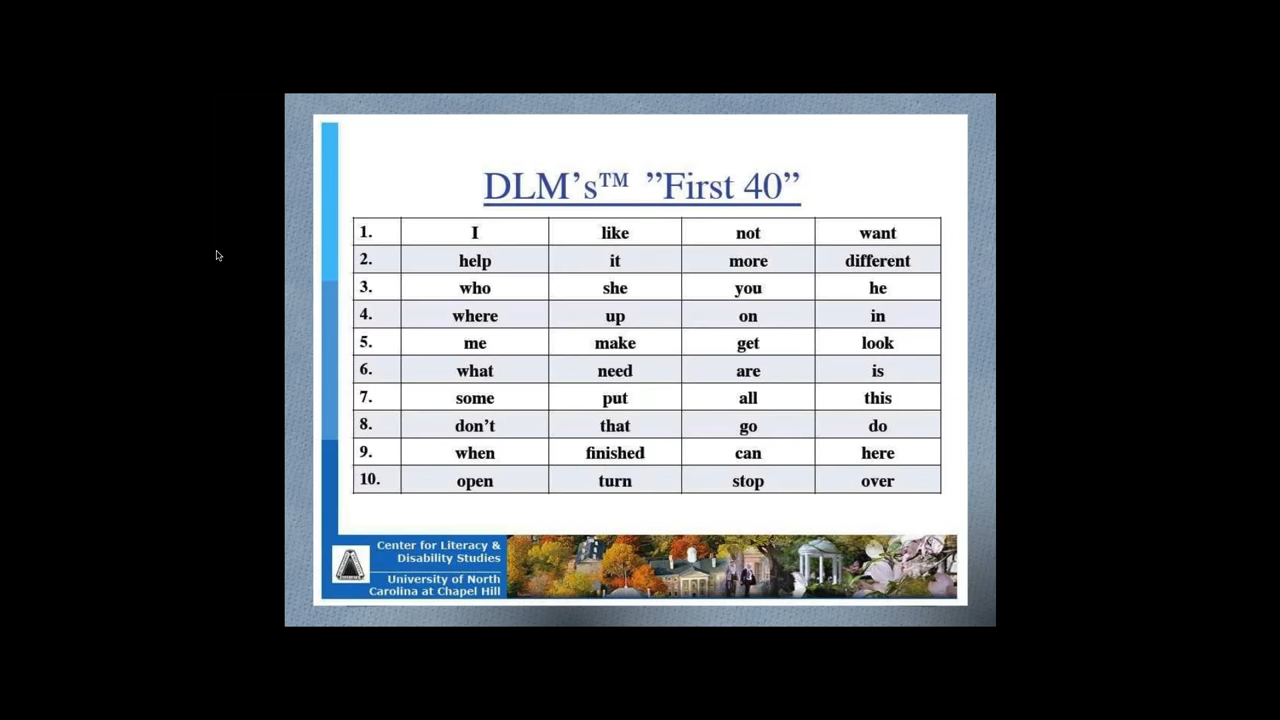 DLM's™ ”First 40”
1. I like not want
2. help it more different
3. who she you he
4. where up on in
5. me make get look
6. what need are is
7. some put all this
8. don’t that go do
9. when finished can here
10. open turn stop over
Center for Literacy &
Disability Studies
University of North
Carolina at Chapel Hill